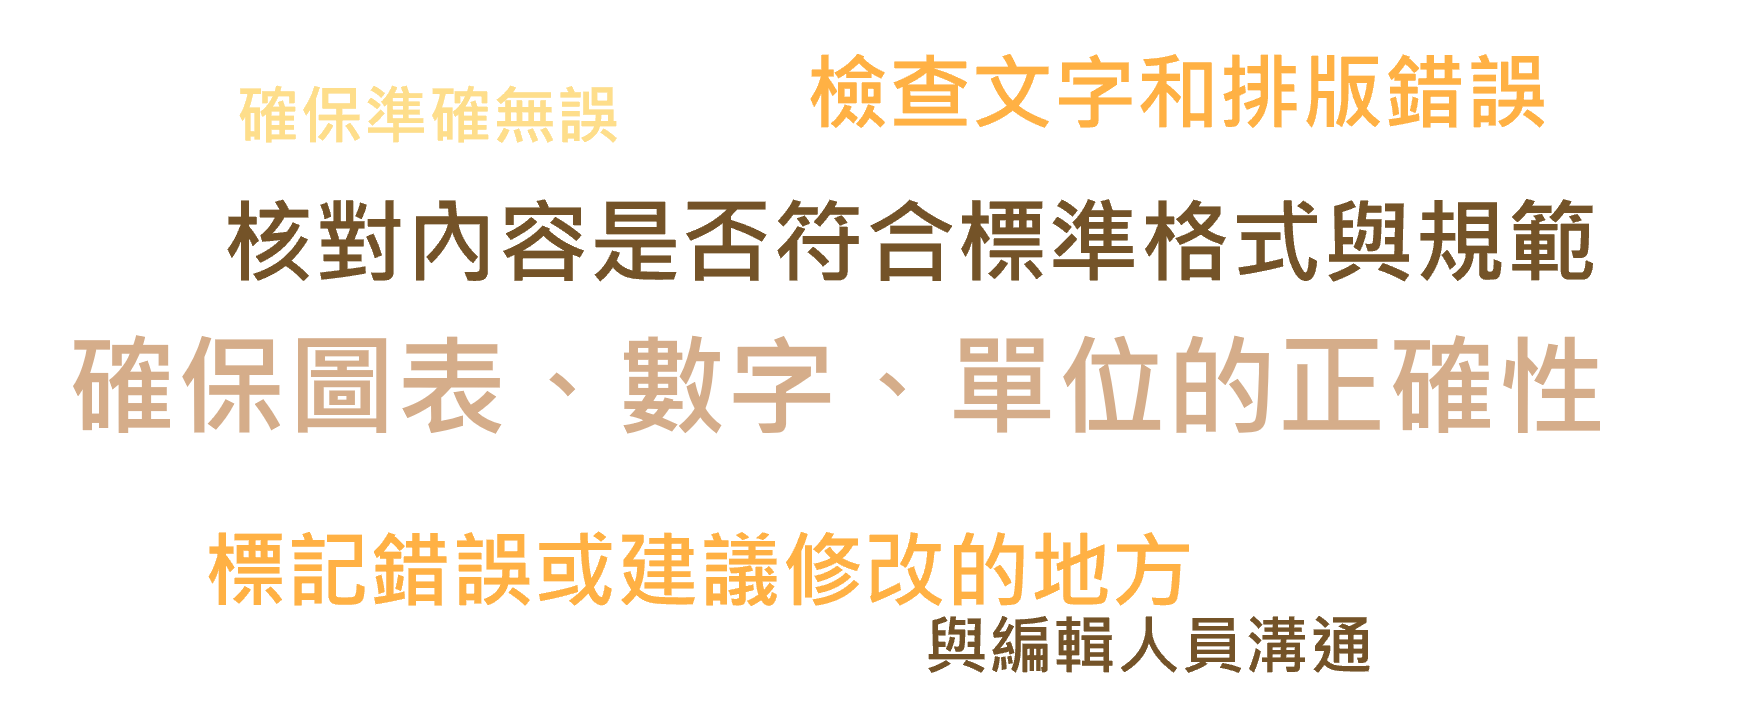 確保準確無誤
檢查文字和排版錯誤
核對內容是否符合標準格式與規範
確保圖表、數字、單位的正確性
標記錯誤或建議修改的地方
與編輯人員溝通